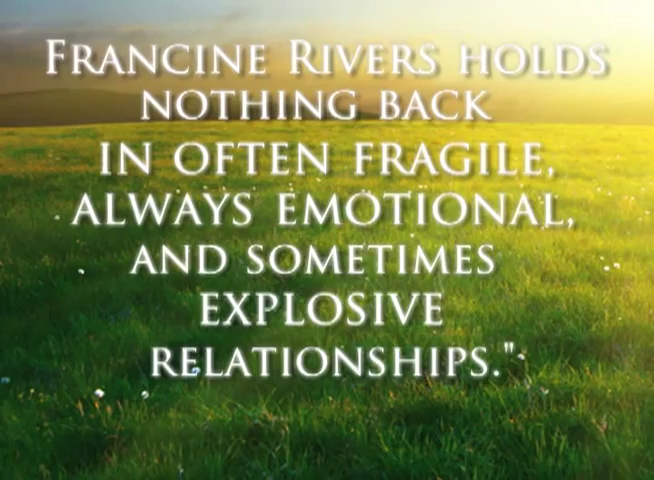 Francine Rivers holds
nothing back
in often fragile,
always emotional,
and sometimes
explosive
relationships."